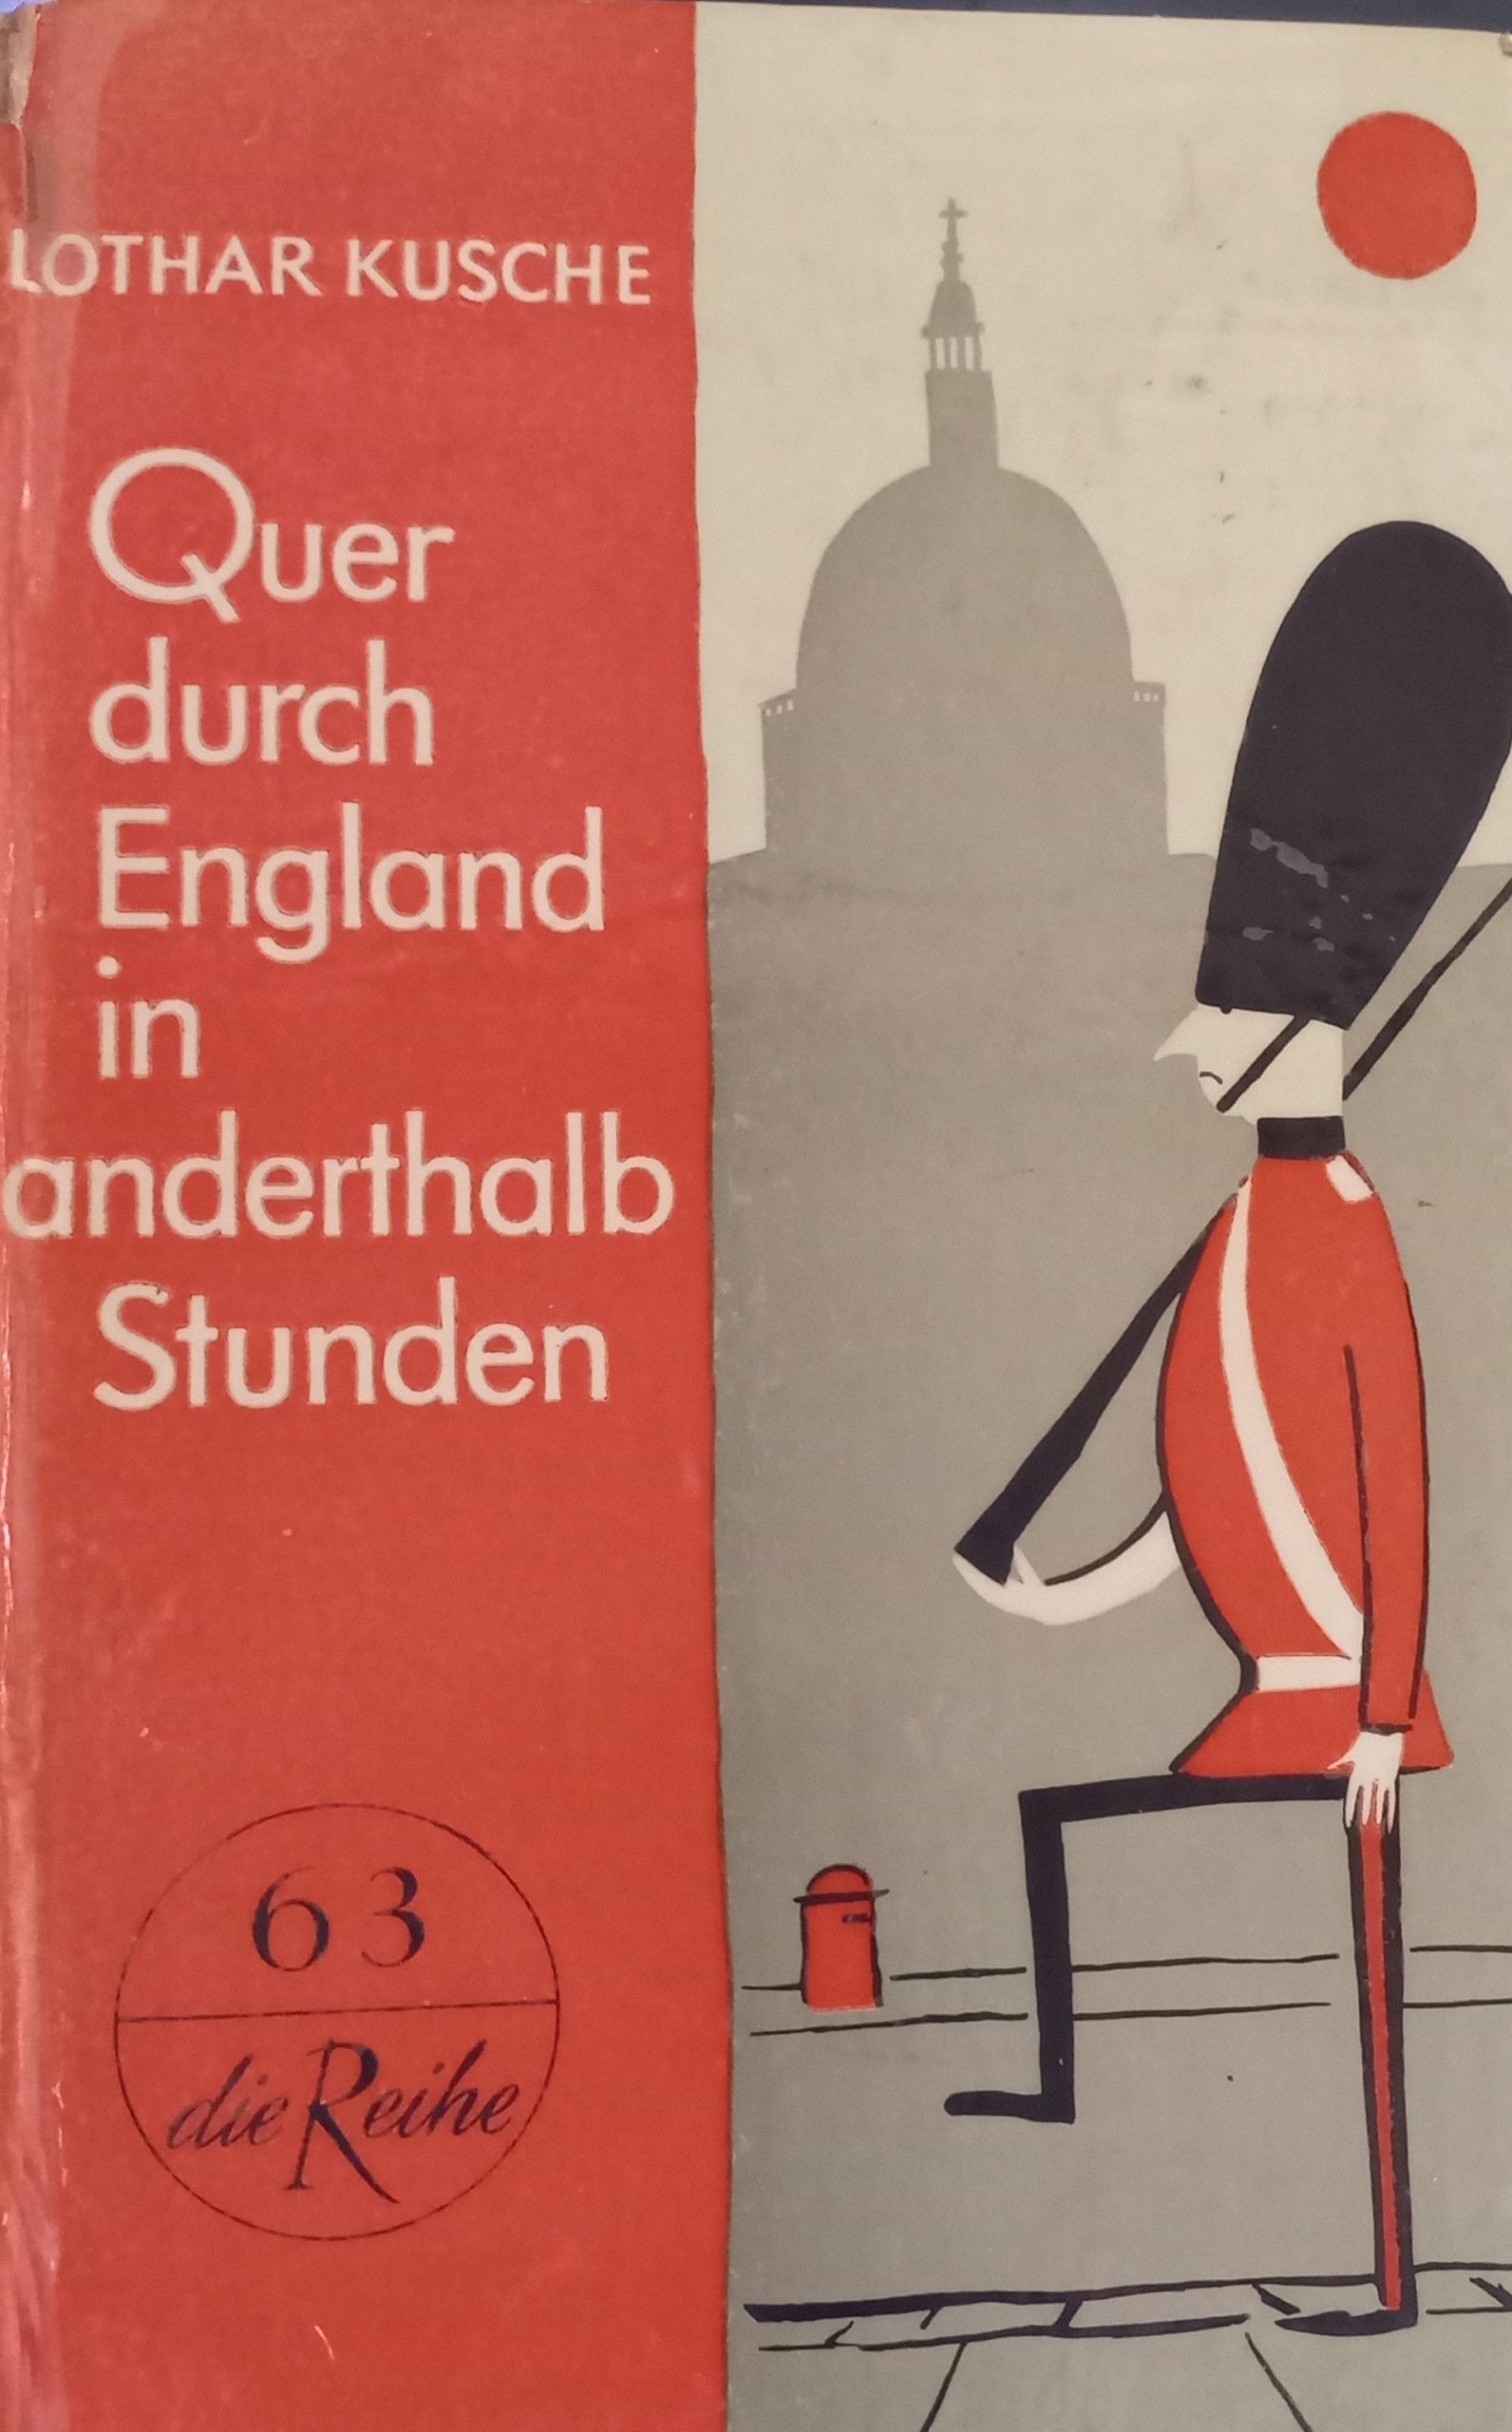 LOTHAR KUSCHE
Quer
durch
England
in
anderthalb
Stunden
63
die Reihe